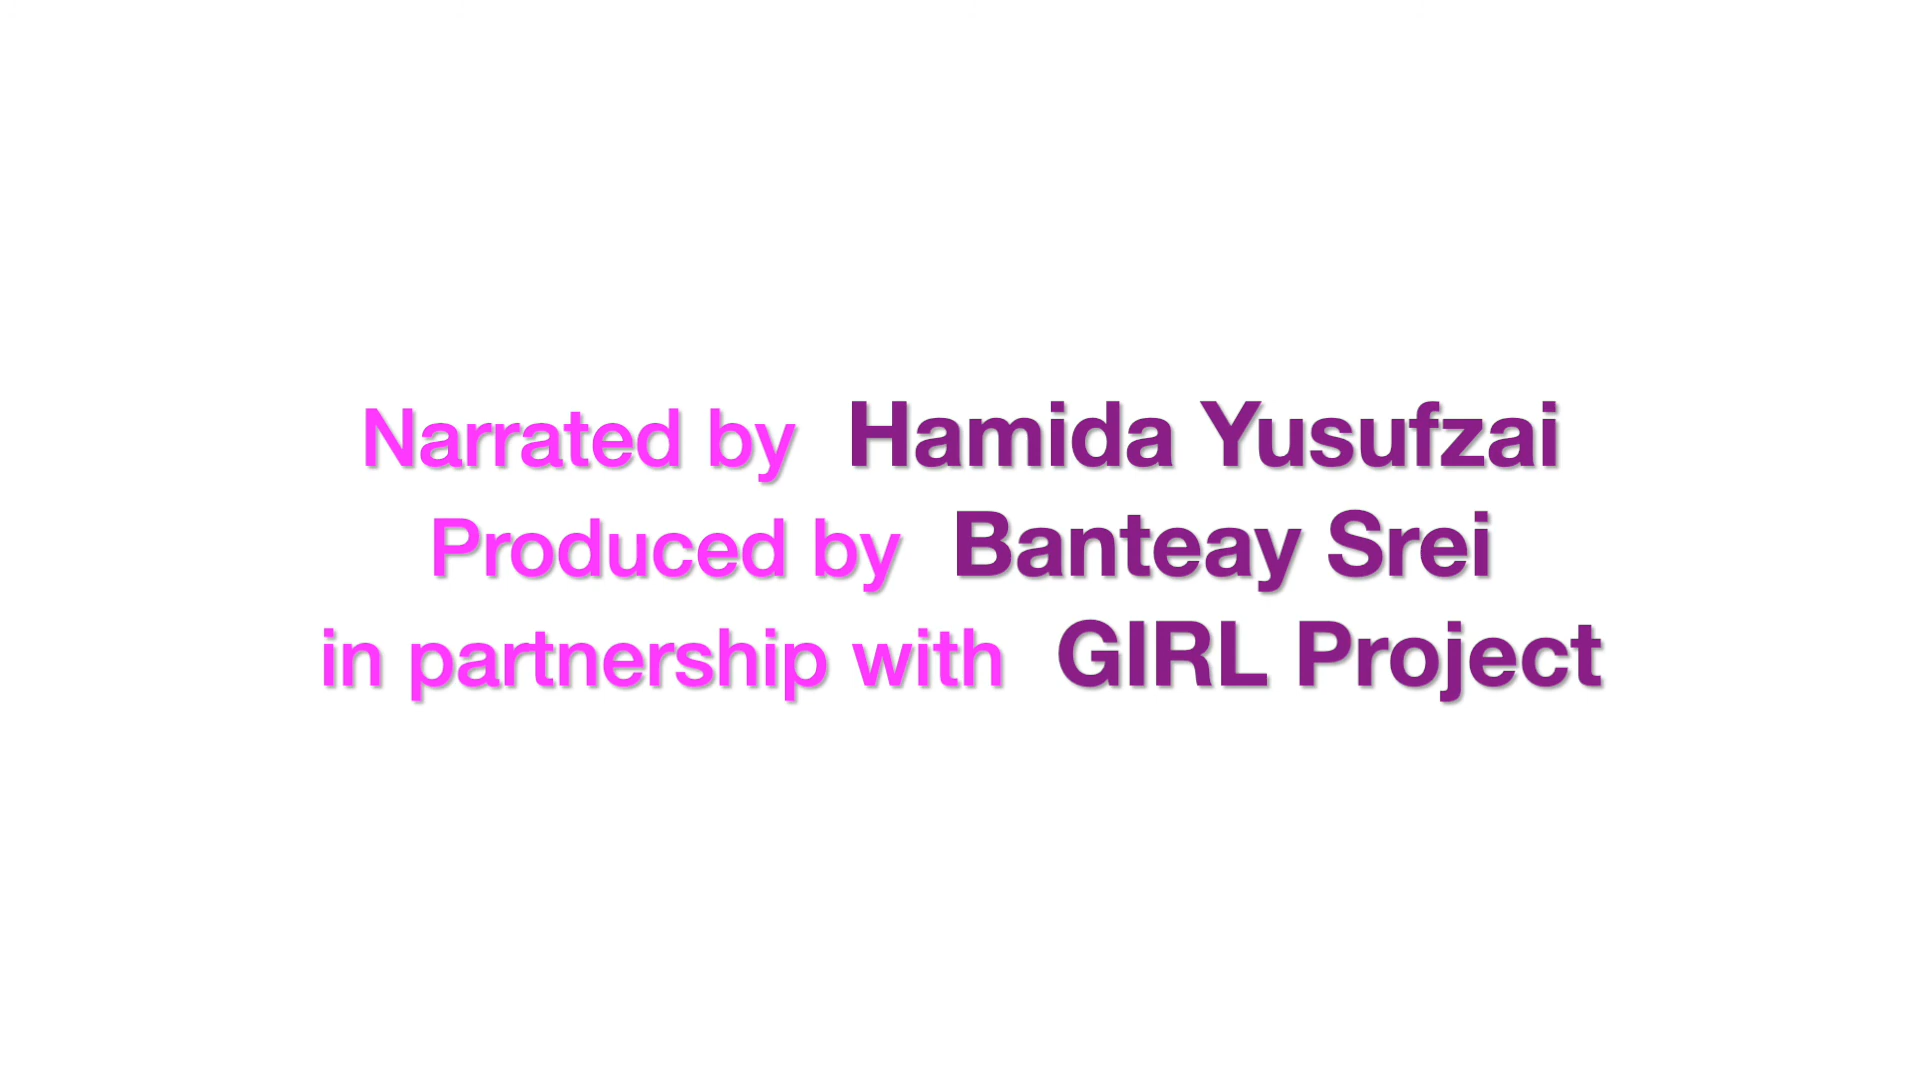 Narrated by Hamida Yusufzai
Produced by Banteay Srei
in partnership with GIRL Project